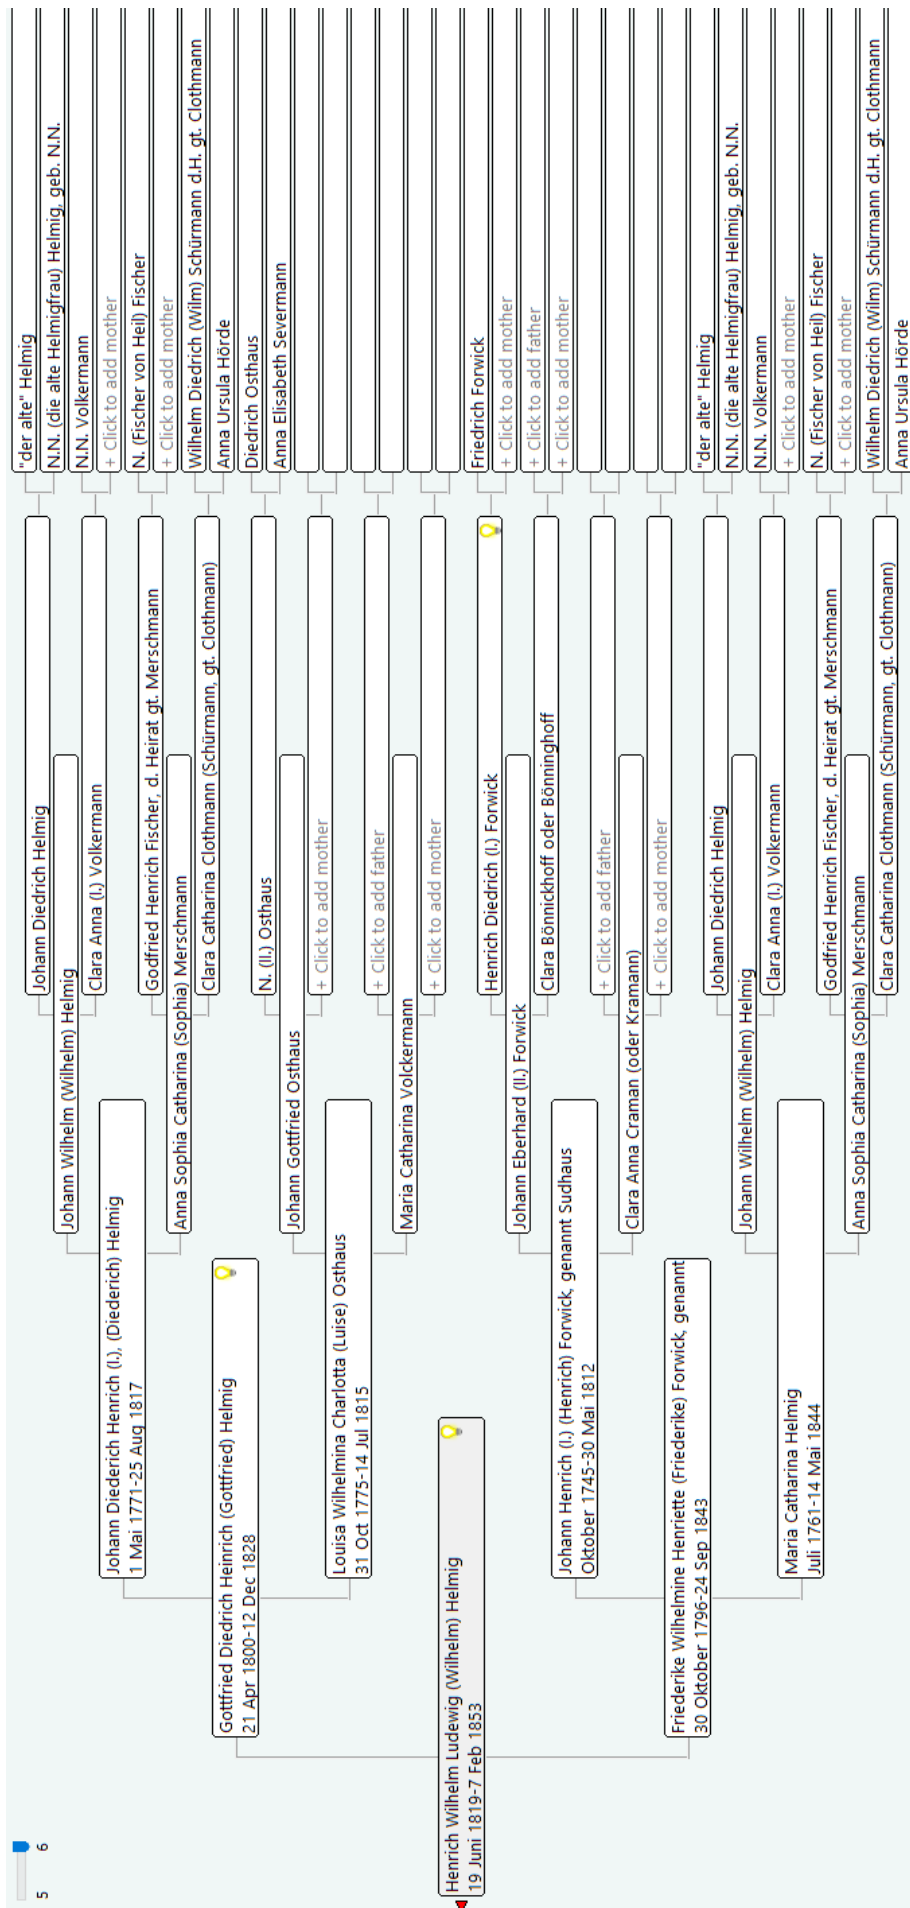 5
6
Henrich Wilhelm Ludewig (Wilhelm) Helmig
19 Juni 1819-7 Feb 1853
Gottfried Diedrich Heinrich (Gottfried) Helmig
21 Apr 1800-12 Dec 1828
Friederike Wilhelmine Henriette (Friederike) Forwick, genannt
30 Oktober 1796-24 Sep 1843
Johann Diederich Henrich (I.), (Diederich) Helmig
1 Mai 1771-25 Aug 1817
Louisa Wilhelmina Charlotta (Luise) Osthaus
31 Oct 1775-14 Jul 1815
Johann Henrich (I.) (Henrich) Forwick, genannt Sudhaus
Oktober 1745-30 Mai 1812
Maria Catharina Helmig
Juli 1761-14 Mai 1844
Johann Wilhelm (Wilhelm) Helmig
Anna Sophia Catharina (Sophia) Merschmann
Johann Gottfried Osthaus
Maria Catharina Volckermann
Johann Eberhard (II.) Forwick
Clara Anna Craman (oder Kramann)
Johann Wilhelm (Wilhelm) Helmig
Anna Sophia Catharina (Sophia) Merschmann
Johann Diedrich Helmig
Clara Anna (I.) Volkermann
Godfried Henrich Fischer, d. Heirat gt. Merschmann
Clara Catharina Clothmann (Schürmann, gt. Clothmann)
N. (II.) Osthaus
+ Click to add mother
+ Click to add father
+ Click to add mother
Henrich Diedrich (I.) Forwick
Clara Bönnickhoff oder Bönninghoff
+ Click to add father
+ Click to add mother
Johann Diedrich Helmig
Clara Anna (I.) Volkermann
Godfried Henrich Fischer, d. Heirat gt. Merschmann
Clara Catharina Clothmann (Schürmann, gt. Clothmann)
"der alte" Helmig
N.N. (die alte Helmigfrau) Helmig, geb. N.N.
N.N. Volkermann
+ Click to add mother
N. (Fischer von Heil) Fischer
+ Click to add mother
Wilhelm Diedrich (Wilm) Schürmann d.H. gt. Clothmann
Anna Ursula Hörde
Diedrich Osthaus
Anna Elisabeth Severmann
Friedrich Forwick
+ Click to add mother
+ Click to add father
+ Click to add mother
"der alte" Helmig
N.N. (die alte Helmigfrau) Helmig, geb. N.N.
N.N. Volkermann
+ Click to add mother
N. (Fischer von Heil) Fischer
+ Click to add mother
Wilhelm Diedrich (Wilm) Schürmann d.H. gt. Clothmann
Anna Ursula Hörde